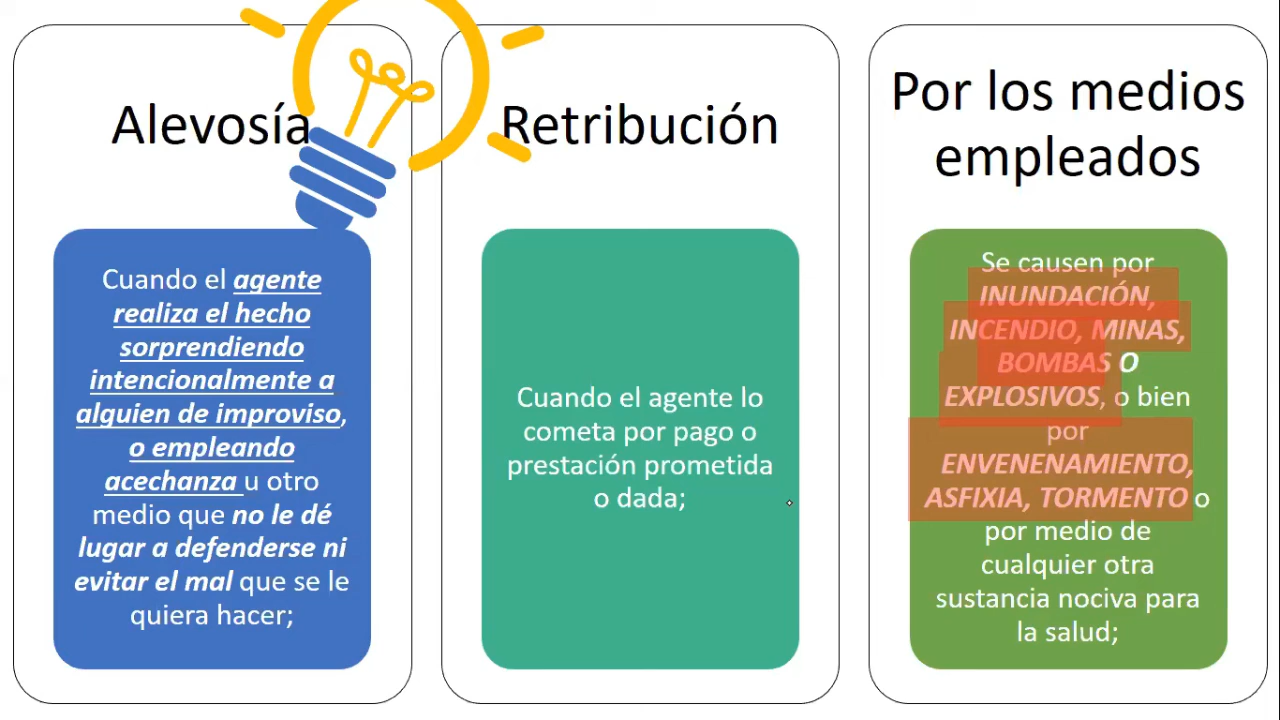 Alevosía
Cuando el agente
realiza el hecho
sorprendiendo
intencionalmente a
alguien de improviso,
o empleando
acechanza u otro
medio que no le dé
lugar a defenderse ni
evitar el mal que se le
quiera hacer;
Retribución
Cuando el agente lo
cometa por pago o
prestación prometida
o dada;
Por los medios
empleados
Se causen por
INUNDACIÓN,
INCENDIO, MINAS,
BOMBAS O
EXPLOSIVOS, o bien
por
ENVENENAMIENTO,
ASFIXIA, TORMENTO o
por medio de
cualquier otra
sustancia nociva para
la salud;